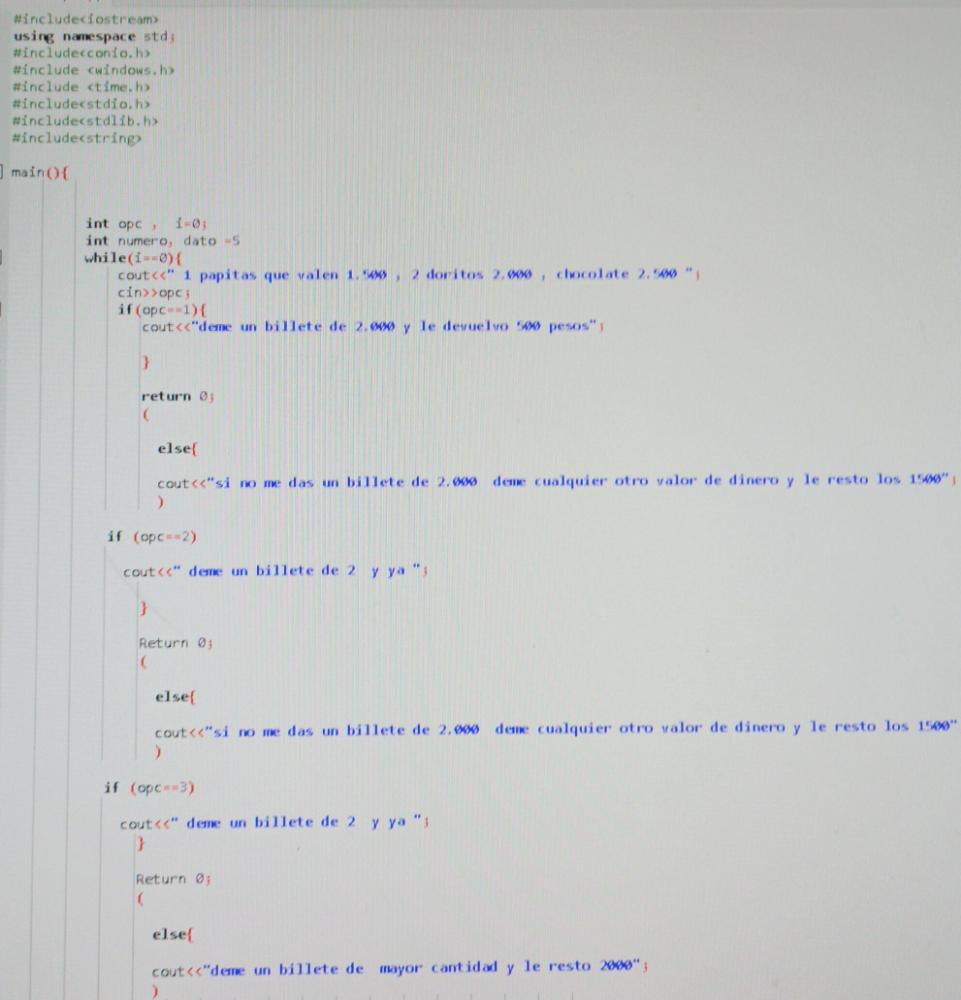 #include<iostream>
using namespace std;
#include<conio.h>
#include <windows.h>
#include <time.h>
#include<stdio.h>
#include<stdlib.h>
#include<string>
main(){
int opc ,  i=0;
int numero, dato =5
while(i==0){
cout<<" 1 papitas que valen 1.500 , 2 doritos 2.000 , chocolate 2.500 ";
cin>>opc;
if(opc==1){
cout<<"deme un billete de 2.000 y le devuelvo 500 pesos";
}
return 0;
(
else{
cout<<"si no me das un billete de 2.000  deme cualquier otro valor de dinero y le resto los 1500";
)
if (opc==2)
cout<<" deme un billete de 2  y ya ";
}
Return 0;
(
else{
cout<<"si no me das un billete de 2.000  deme cualquier otro valor de dinero y le resto los 1500"
)
if (opc==3)
cout<<" deme un billete de 2  y ya ";
}
Return 0;
(
else{
cout<<"deme un billete de  mayor cantidad y le resto 2000";
)